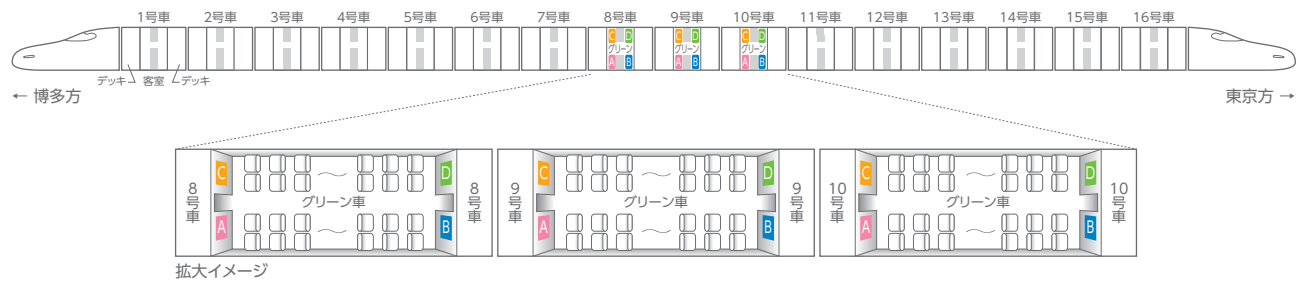 1号車 2号車 3号車 4号車 5号車 6号車 7号車 8号車 9号車 10号車 11号車 12号車 13号車 14号車 15号車 16号車
C D C D C D
グリーン グリーン グリーン
A B A B A B
デッキ 客室 デッキ
← 博多方 東京方 →
C D C D C D
8号車 グリーン車 8号車 9号車 グリーン車 9号車 10号車 グリーン車 10号車
A B A B A B
拡大イメージ